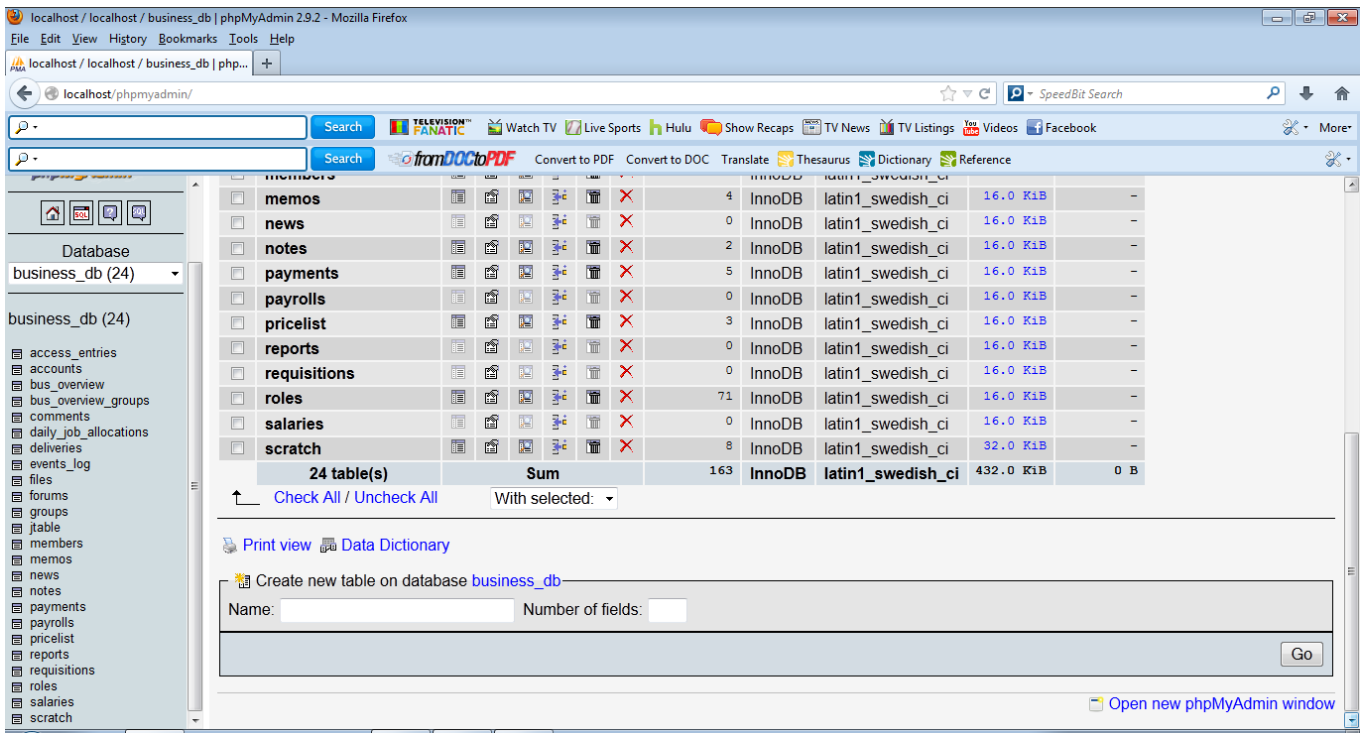 localhost / localhost / business_db | phpMyAdmin 2.9.2 - Mozilla Firefox
File Edit View History Bookmarks Tools Help
localhost / localhost / business_db | php... +
localhost/phpmyadmin/ SpeedBit Search
Search TELEVISION FANATIC™ Watch TV Live Sports h Hulu Show Recaps TV News TV Listings You Tube Videos Facebook More
Search fromDOCtoPDF Convert to PDF Convert to DOC Translate Thesaurus Dictionary Reference
SQL
Database
business_db (24)
business_db (24)
access_entries
accounts
bus_overview
bus_overview_groups
comments
daily_job_allocations
deliveries
events_log
files
forums
groups
jtable
members
memos
news
notes
payments
payrolls
pricelist
reports
requisitions
roles
salaries
scratch
members InnoDB latin1_swedish_ci
memos 4 InnoDB latin1_swedish_ci 16.0 KiB -
news 0 InnoDB latin1_swedish_ci 16.0 KiB -
notes 2 InnoDB latin1_swedish_ci 16.0 KiB -
payments 5 InnoDB latin1_swedish_ci 16.0 KiB -
payrolls 0 InnoDB latin1_swedish_ci 16.0 KiB -
pricelist 3 InnoDB latin1_swedish_ci 16.0 KiB -
reports 0 InnoDB latin1_swedish_ci 16.0 KiB -
requisitions 0 InnoDB latin1_swedish_ci 16.0 KiB -
roles 71 InnoDB latin1_swedish_ci 16.0 KiB -
salaries 0 InnoDB latin1_swedish_ci 16.0 KiB -
scratch 8 InnoDB latin1_swedish_ci 32.0 KiB -
24 table(s) Sum 163 InnoDB latin1_swedish_ci 432.0 KiB 0 B
Check All / Uncheck All With selected:
Print view Data Dictionary
Create new table on database business_db
Name: Number of fields:
Go
Open new phpMyAdmin window